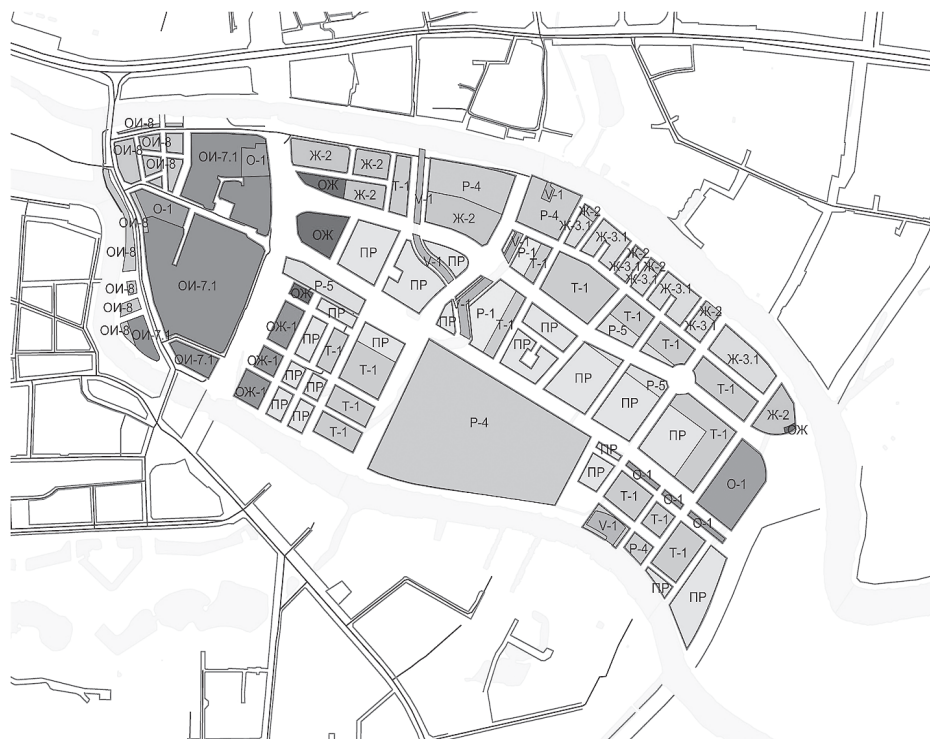 ОИ-8
ОИ-8
ОИ-8
ОИ-8
ОИ-7.1
О-1
Ж-2
Ж-2
ОЖ
Ж-2
Т-1
V-1
Р-4
Ж-2
V-1
Р-4
Ж-2
Ж-3.1
Ж-3.1
О-1
ОИ-8
ОЖ
ПР
V-1
ПР
ПР
V-1
Р-1
Т-1
Ж-2
Ж-3.1
Ж-2
Ж-3.1
Ж-3.1
ОИ-8
ОИ-7.1
ОИ-8
ОИ-8
ОИ-8
ОИ-7.1
ОИ-7.1
Р-5
ОЖ
ПР
ОЖ-1
ПР
Т-1
ПР
V-1
ПР
Р-1
Т-1
ПР
ПР
Т-1
Т-1
Р-5
Т-1
Ж-2
Ж-3.1
Ж-3.1
ОЖ-1
ПР
Т-1
ОЖ-1
ПР
ПР
ПР
Т-1
Т-1
ПР
Р-5
ПР
Т-1
Ж-2
ОЖ
Р-4
ПР
Т-1
ПР
ПР
О-1
О-1
О-1
О-1
Т-1
Т-1
V-1
Р-4
Т-1
ПР
ПР